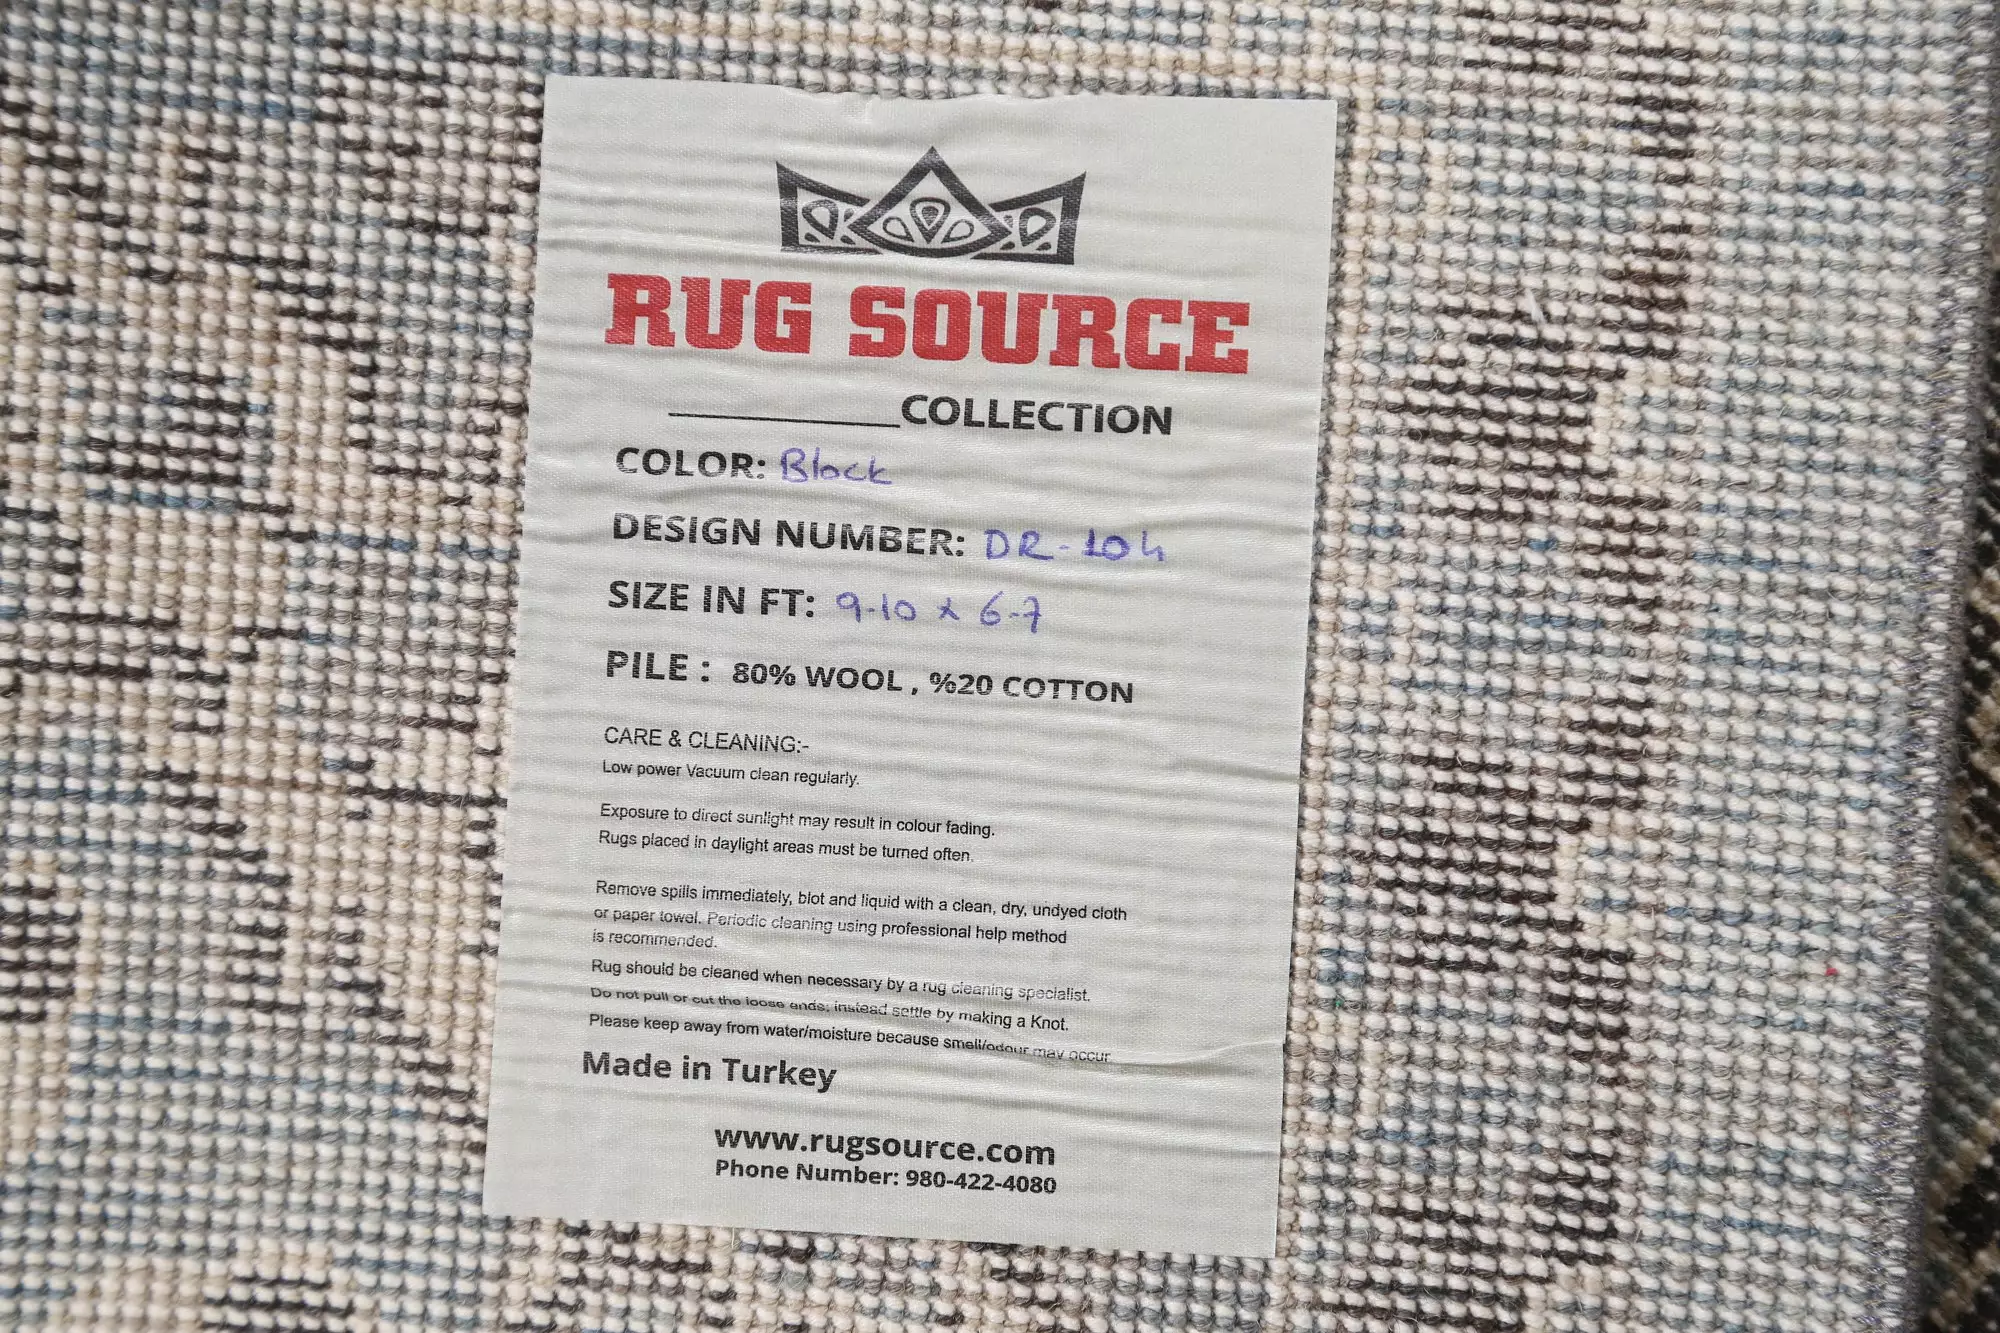 RUG SOURCE
__________COLLECTION
COLOR: Black
DESIGN NUMBER: DR-104
SIZE IN FT: 9-10 x 6-7
PILE : 80% WOOL , %20 COTTON
CARE & CLEANING:-
Low power Vacuum clean regularly.
Exposure to direct sunlight may result in colour fading.
Rugs placed in daylight areas must be turned often.
Remove spills immediately, blot and liquid with a clean, dry, undyed cloth
or paper towel. Periodic cleaning using professional help method
is recommended.
Rug should be cleaned when necessary by a rug cleaning specialist.
Do not pull or cut the loose ends; instead settle by making a Knot.
Please keep away from water/moisture because smell/odour may occur
Made in Turkey
www.rugsource.com
Phone Number: 980-422-4080